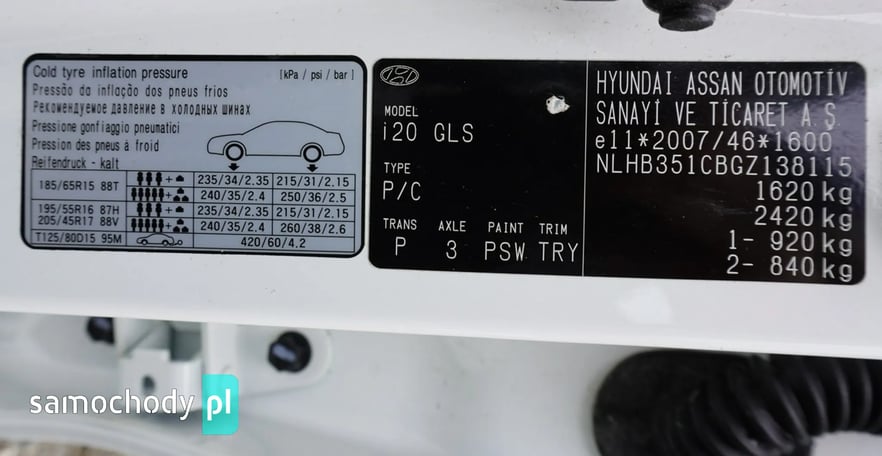 Cold tyre inflation pressure [kPa / psi / bar]
Pressão da inflação dos pneus frios
Рекомендуемое давление в холодных шинах
Pressione gonfiaggio pneumatici
Pression des pneus à froid
Reifendruck - kalt
185/65R15 88T + 235/34/2.35 215/31/2.15
+ 240/35/2.4 250/36/2.5
195/55R16 87H + 235/34/2.35 215/31/2.15
205/45R17 88V + 240/35/2.4 260/38/2.6
T125/80D15 95M 420/60/4.2
MODEL
i20 GLS
TYPE
P/C
TRANS AXLE PAINT TRIM
P 3 PSW TRY
HYUNDAI ASSAN OTOMOTİV
SANAYİ VE TİCARET A.Ş.
e11*2007/46*1600
NLHB351CBGZ138115
1620 kg
2420 kg
1- 920 kg
2- 840 kg
samochody pl